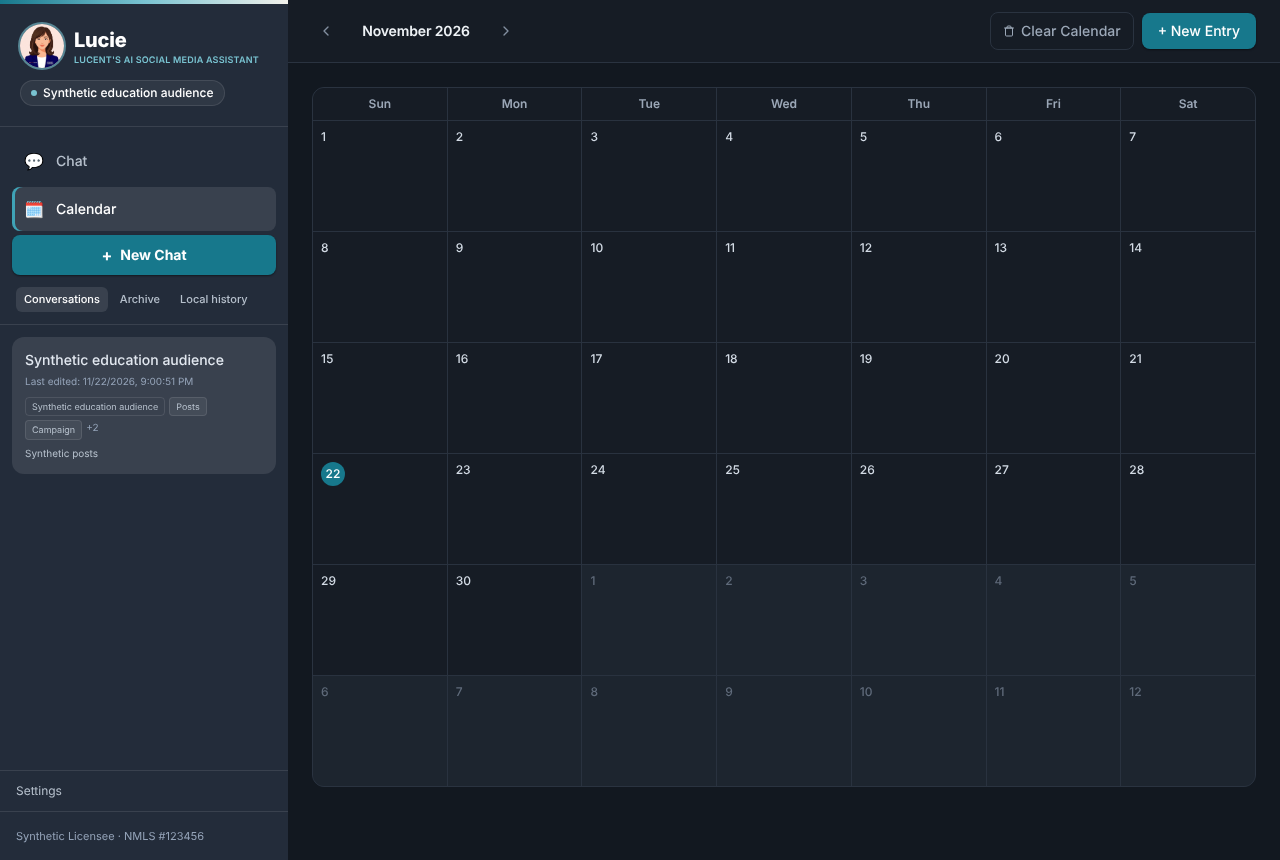 Lucie
LUCENT'S AI SOCIAL MEDIA ASSISTANT
Synthetic education audience
Chat
Calendar
+ New Chat
Conversations Archive Local history
Synthetic education audience
Last edited: 11/22/2026, 9:00:51 PM
Synthetic education audience Posts
Campaign +2
Synthetic posts
Settings
Synthetic Licensee · NMLS #123456
November 2026
Clear Calendar
+ New Entry
Sun Mon Tue Wed Thu Fri Sat
1 2 3 4 5 6 7
8 9 10 11 12 13 14
15 16 17 18 19 20 21
22 23 24 25 26 27 28
29 30 1 2 3 4 5
6 7 8 9 10 11 12